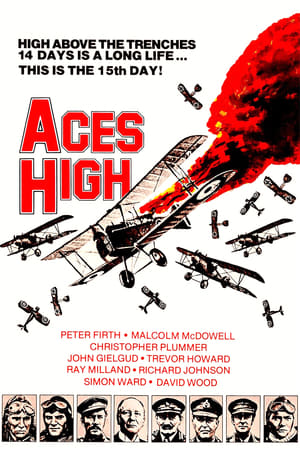 HIGH ABOVE THE TRENCHES
14 DAYS IS A LONG LIFE ...
THIS IS THE 15th DAY!
ACES
HIGH
PETER FIRTH · MALCOLM McDOWELL
CHRISTOPHER PLUMMER
JOHN GIELGUD · TREVOR HOWARD
RAY MILLAND · RICHARD JOHNSON
SIMON WARD · DAVID WOOD